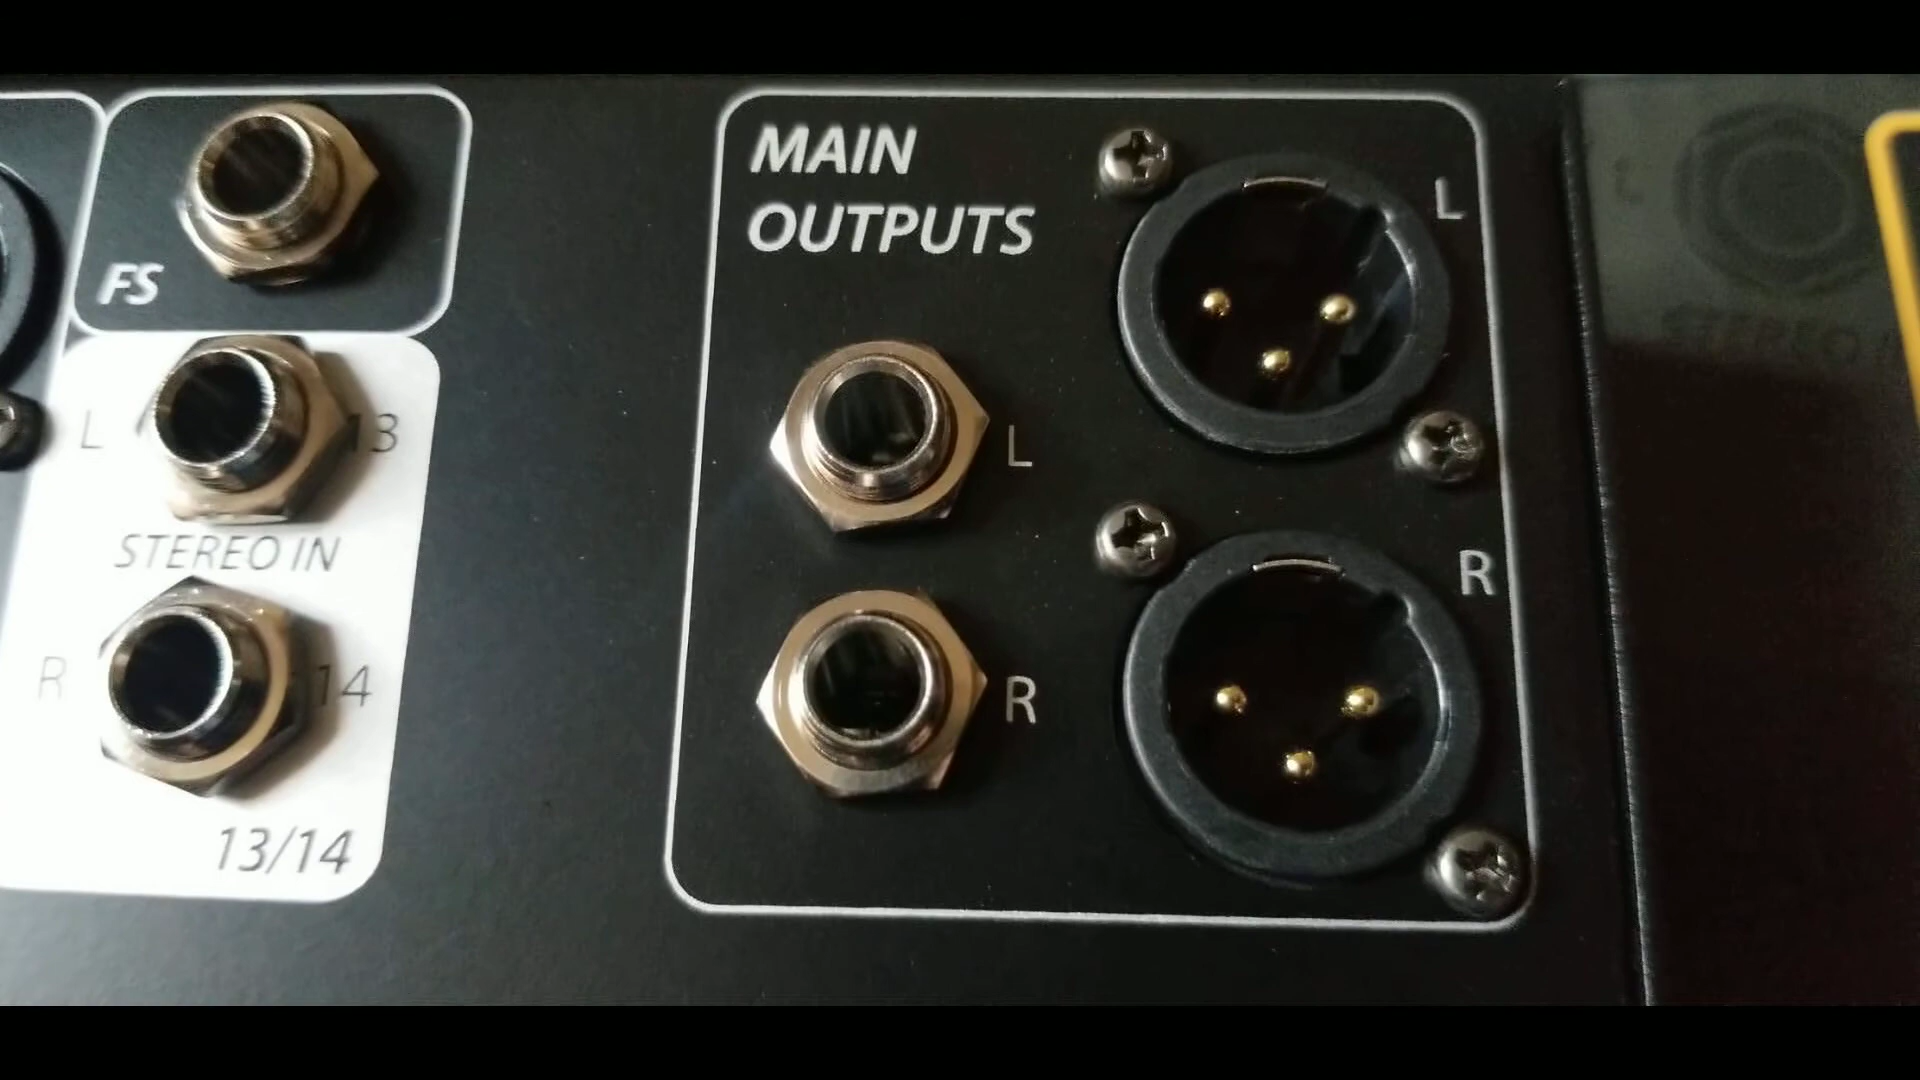 FS
L 13
STEREO IN
R 14
13/14
MAIN
OUTPUTS
L
L
R
R